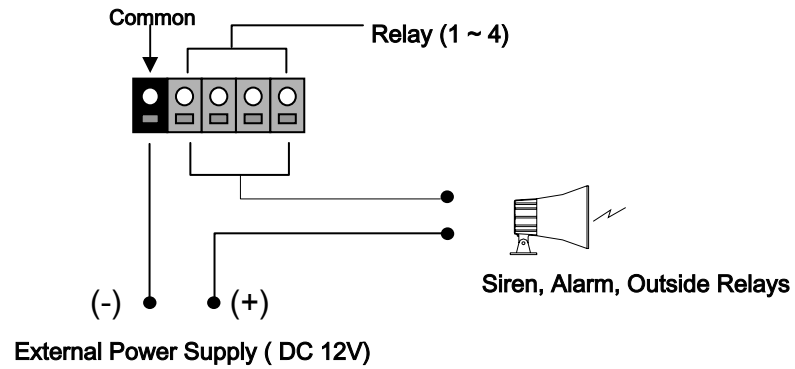 Common
Relay (1 ~ 4)
Siren, Alarm, Outside Relays
(-)
(+)
External Power Supply ( DC 12V)